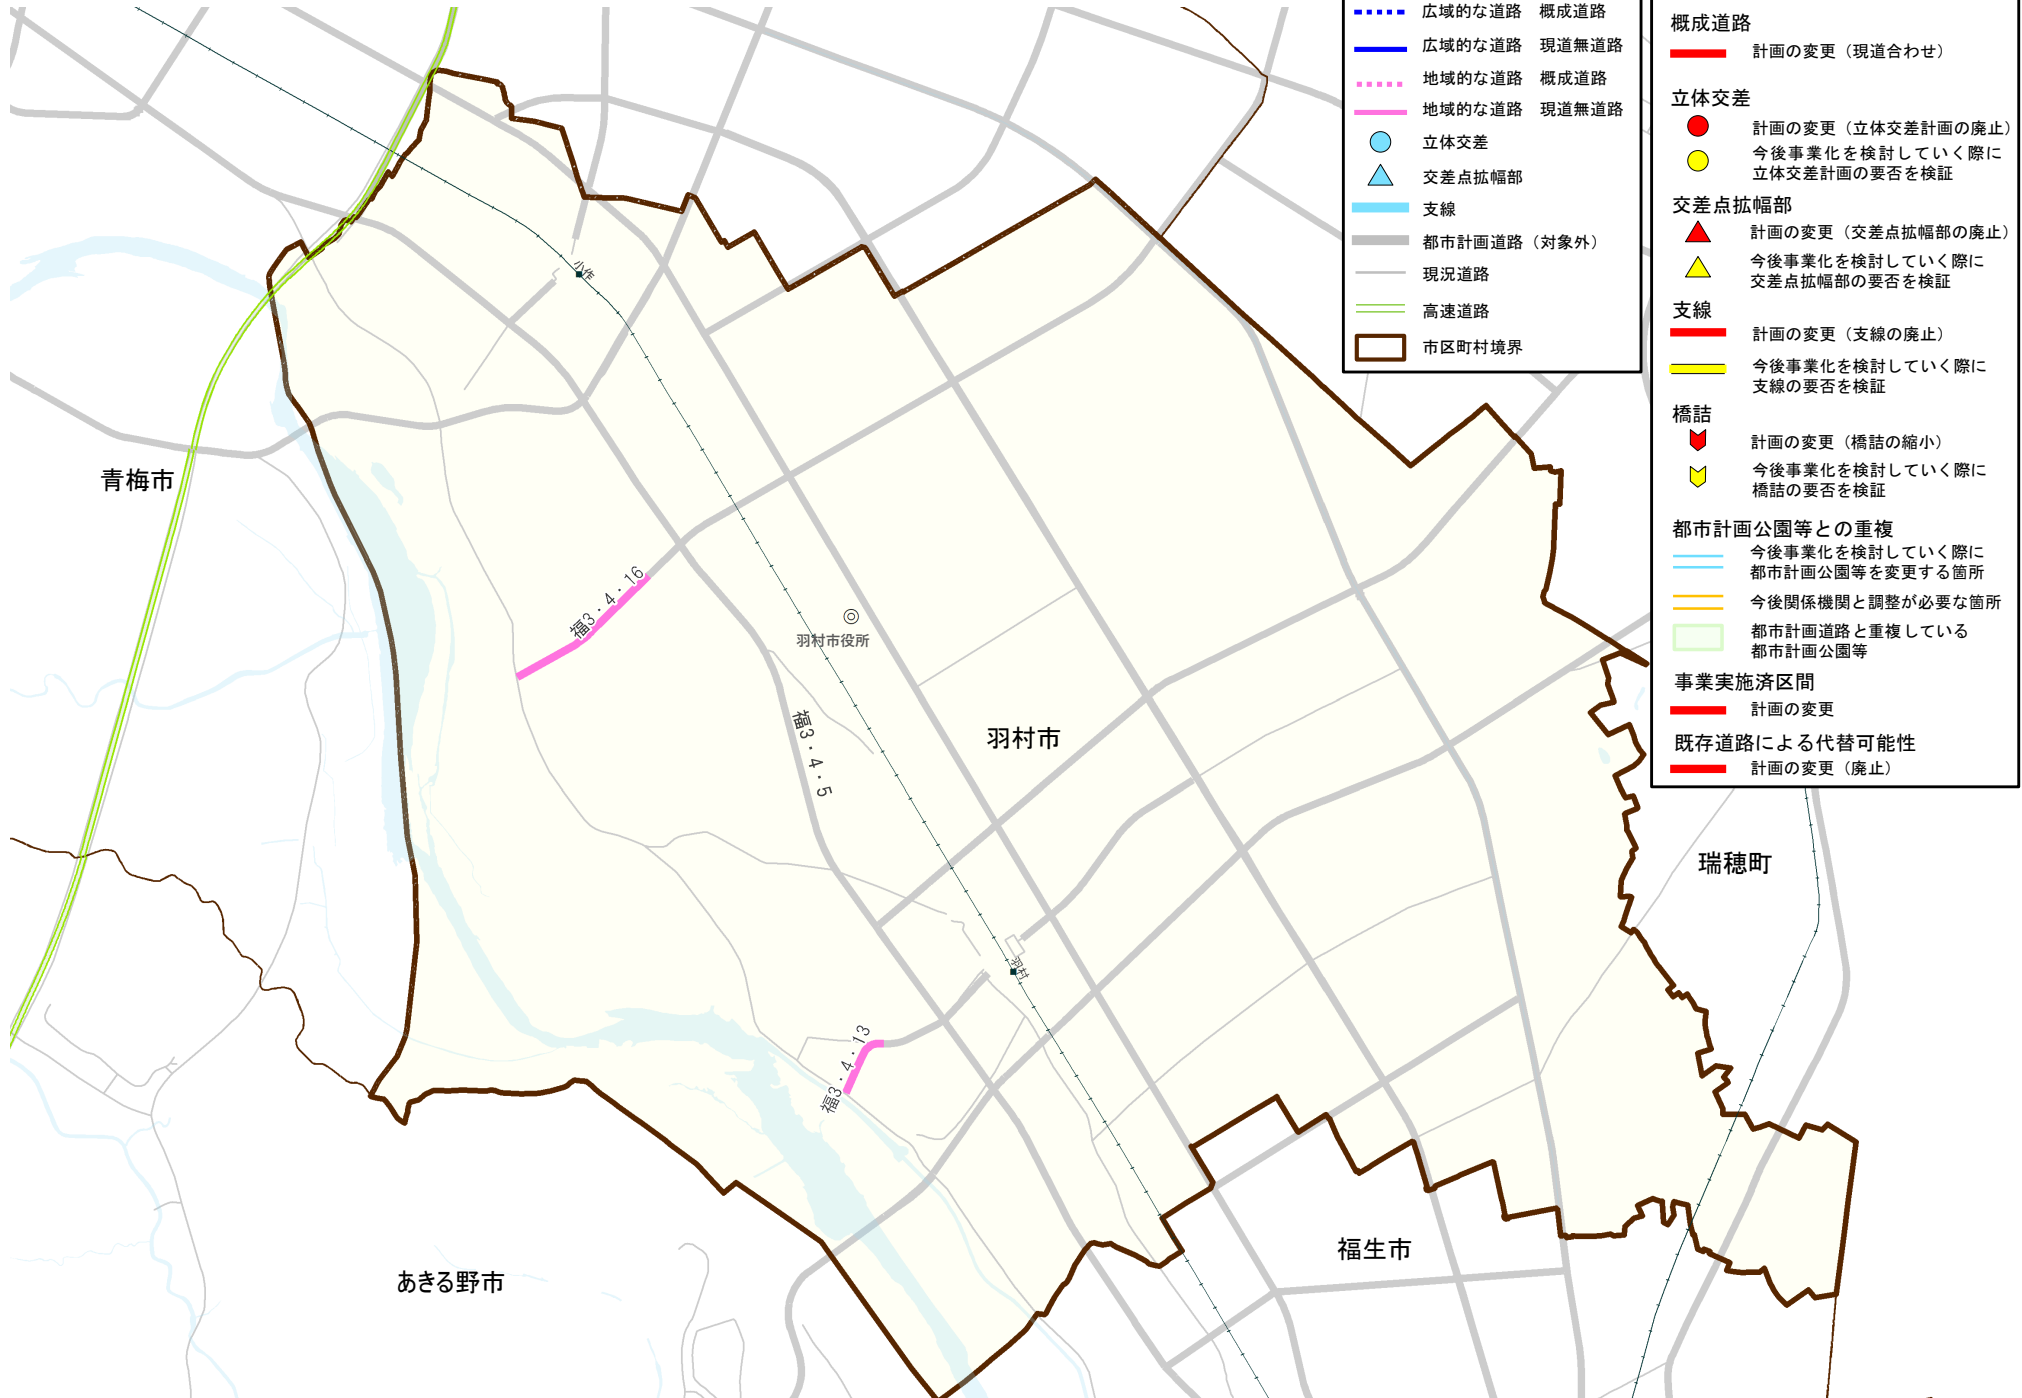 広域的な道路　概成道路
広域的な道路　現道無道路
地域的な道路　概成道路
地域的な道路　現道無道路
立体交差
交差点拡幅部
支線
都市計画道路（対象外）
現況道路
高速道路
市区町村境界
概成道路
計画の変更（現道合わせ）
立体交差
計画の変更（立体交差計画の廃止）
今後事業化を検討していく際に
立体交差計画の要否を検証
交差点拡幅部
計画の変更（交差点拡幅部の廃止）
今後事業化を検討していく際に
交差点拡幅部の要否を検証
支線
計画の変更（支線の廃止）
今後事業化を検討していく際に
支線の要否を検証
橋詰
計画の変更（橋詰の縮小）
今後事業化を検討していく際に
橋詰の要否を検証
都市計画公園等との重複
今後事業化を検討していく際に
都市計画公園等を変更する箇所
今後関係機関と調整が必要な箇所
都市計画道路と重複している
都市計画公園等
事業実施済区間
計画の変更
既存道路による代替可能性
計画の変更（廃止）
小作
青梅市
福3・4・16
羽村市役所
福3・4・5
羽村市
瑞穂町
羽村
福3・4・13
福生市
あきる野市